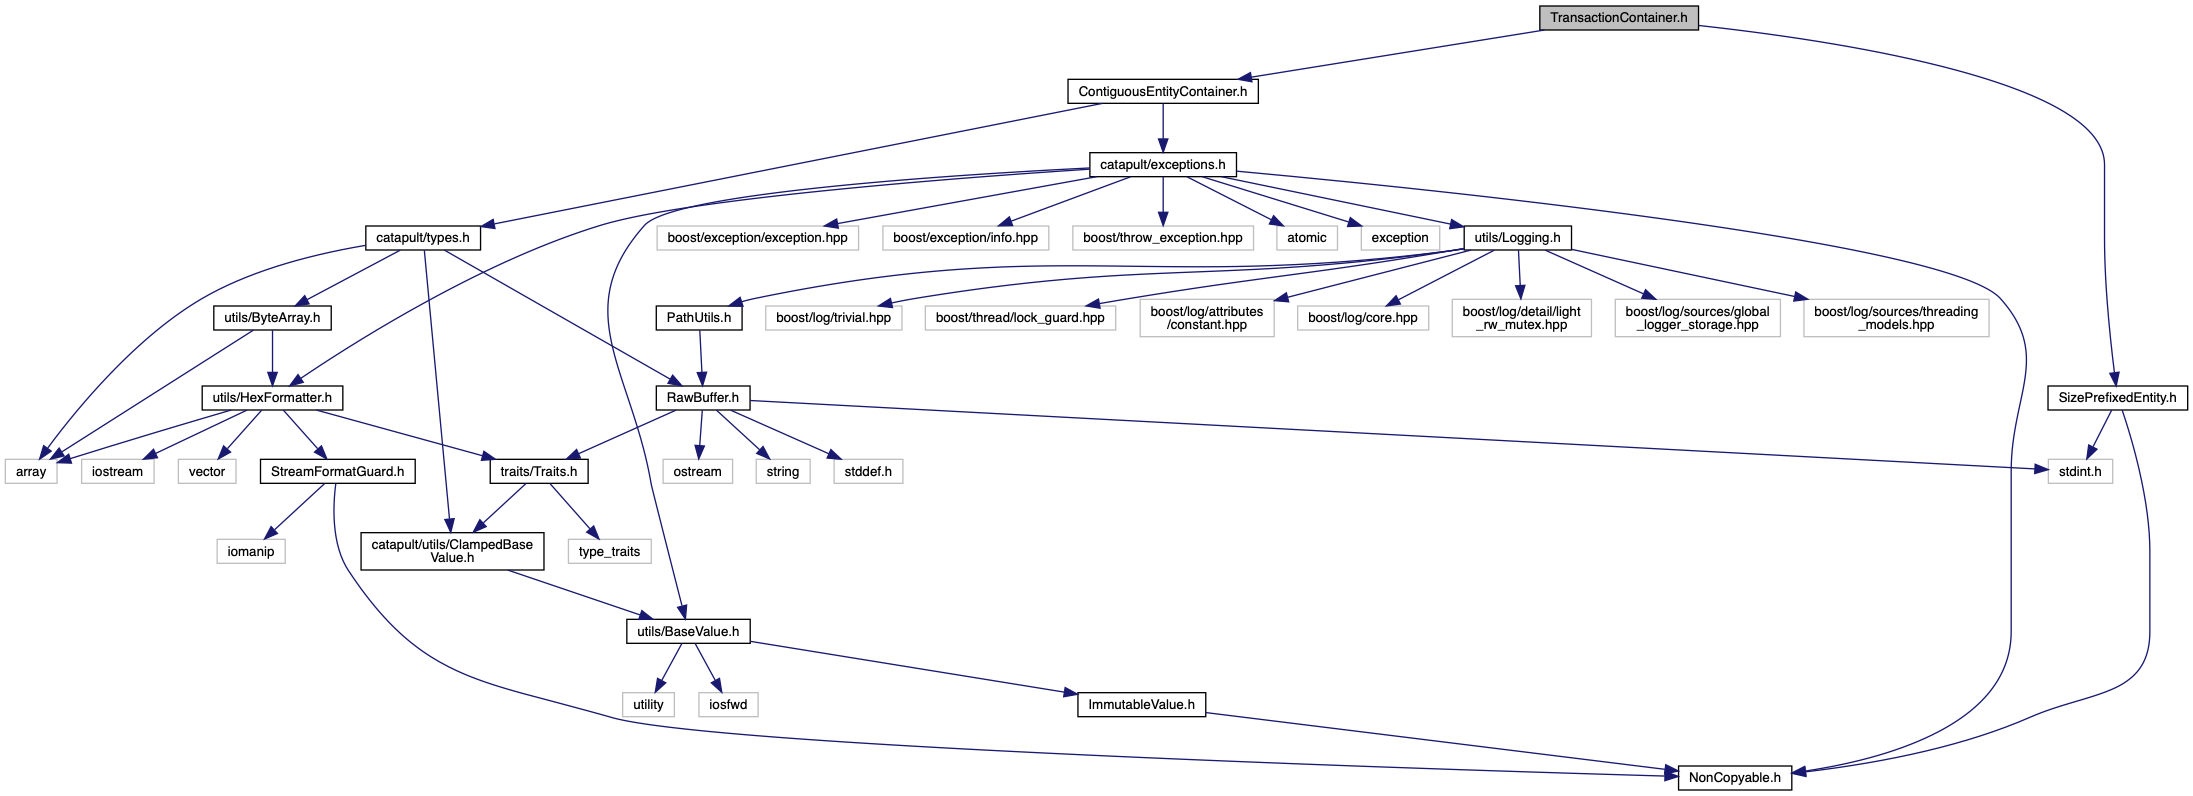 TransactionContainer.h
ContiguousEntityContainer.h
catapult/exceptions.h
catapult/types.h
boost/exception/exception.hpp
boost/exception/info.hpp
boost/throw_exception.hpp
atomic
exception
utils/Logging.h
utils/ByteArray.h
PathUtils.h
boost/log/trivial.hpp
boost/thread/lock_guard.hpp
boost/log/attributes
/constant.hpp
boost/log/core.hpp
boost/log/detail/light
_rw_mutex.hpp
boost/log/sources/global
_logger_storage.hpp
boost/log/sources/threading
_models.hpp
utils/HexFormatter.h
RawBuffer.h
SizePrefixedEntity.h
array
iostream
vector
StreamFormatGuard.h
traits/Traits.h
ostream
string
stddef.h
stdint.h
iomanip
catapult/utils/ClampedBase
Value.h
type_traits
utils/BaseValue.h
utility
iosfwd
ImmutableValue.h
NonCopyable.h